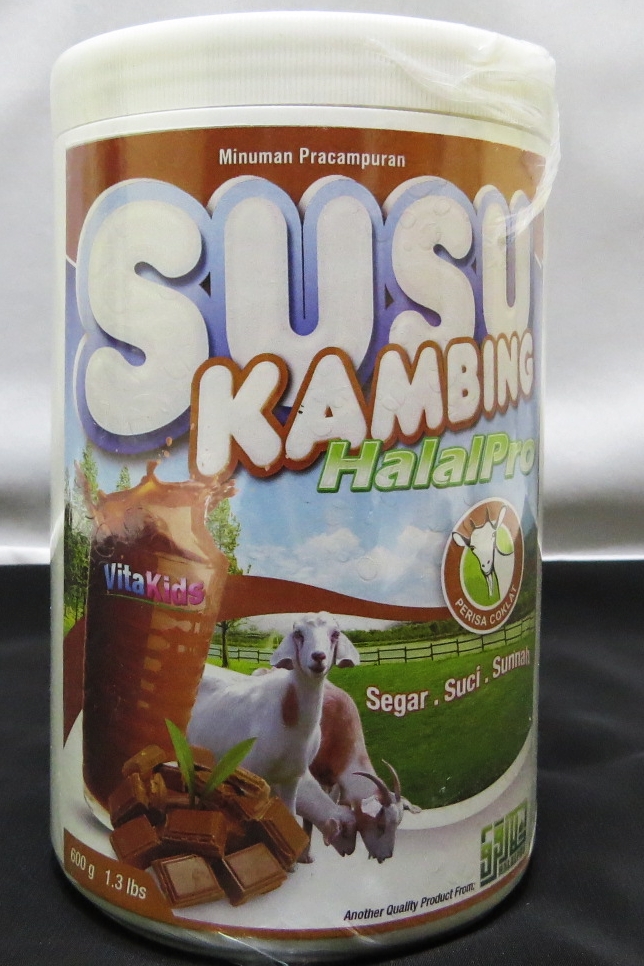 Minuman Pracampuran
SUSU
KAMBING
HalalPro
VitaKids
PERISA COKLAT
Segar . Suci . Sunnah
600 g 1.3 lbs
Another Quality Product From: